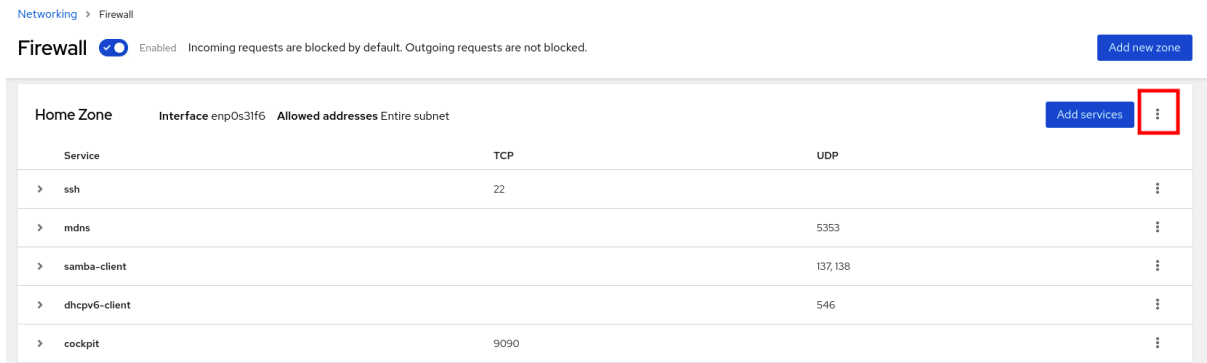 Networking > Firewall
Firewall Enabled Incoming requests are blocked by default. Outgoing requests are not blocked. Add new zone
Home Zone Interface enp0s31f6 Allowed addresses Entire subnet Add services
Service TCP UDP
ssh 22
mdns 5353
samba-client 137, 138
dhcpv6-client 546
cockpit 9090